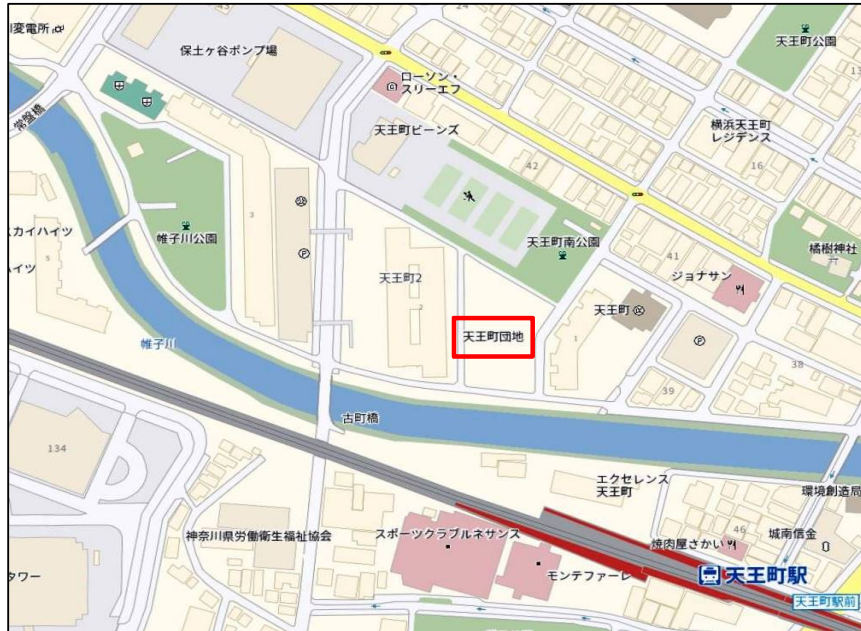 43
24
変電所
保土ヶ谷ポンプ場
天王町公園
ローソン・
スリーエフ
常盤橋
天王町ビーンズ
横浜天王町
レジデンス
42
16
3
スカイハイツ
ハイツ
5
帷子川公園
天王町南公園
橘樹神社
41
ジョナサン
天王町2
2
天王町
帷子川
天王町団地
1
38
39
古町橋
134
エクセレンス
天王町
環境創造局
神奈川県労働衛生福祉協会
スポーツクラブルネサンス
46
焼肉屋さかい
城南信金
タワー
モンテファーレ
天王町駅
天王町駅前